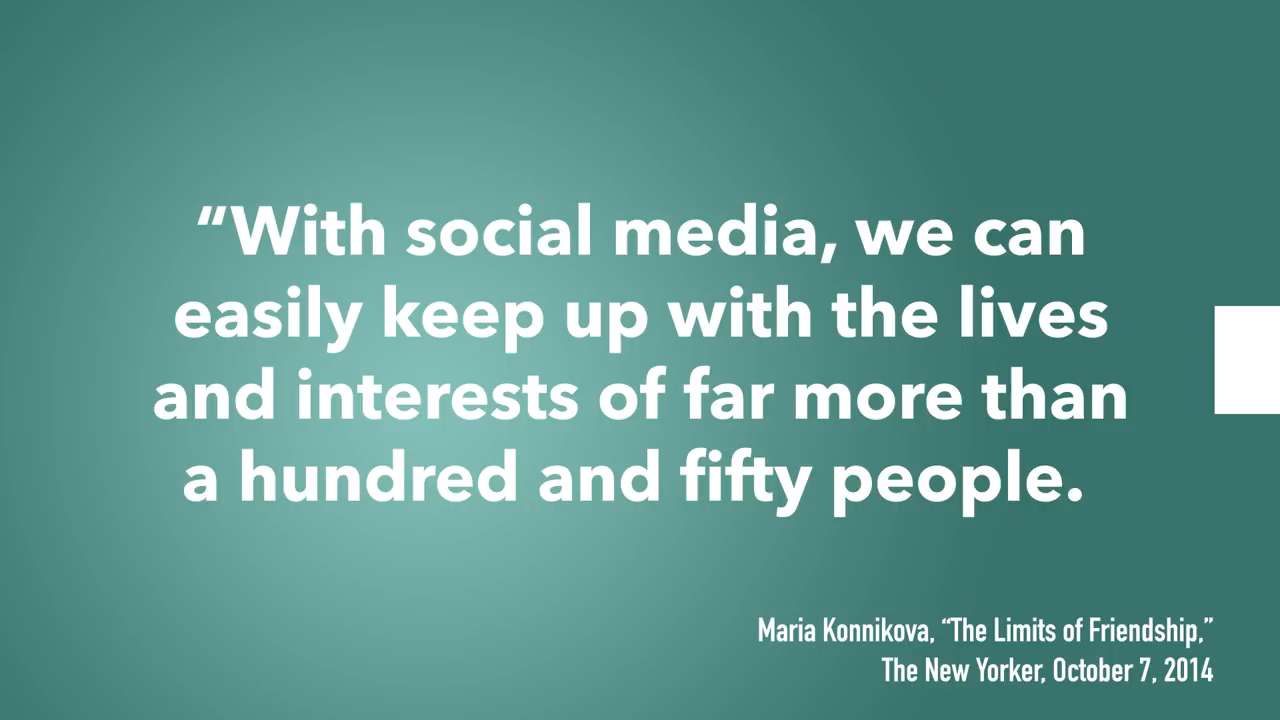 “With social media, we can
easily keep up with the lives
and interests of far more than
a hundred and fifty people.
Maria Konnikova, “The Limits of Friendship,”
The New Yorker, October 7, 2014